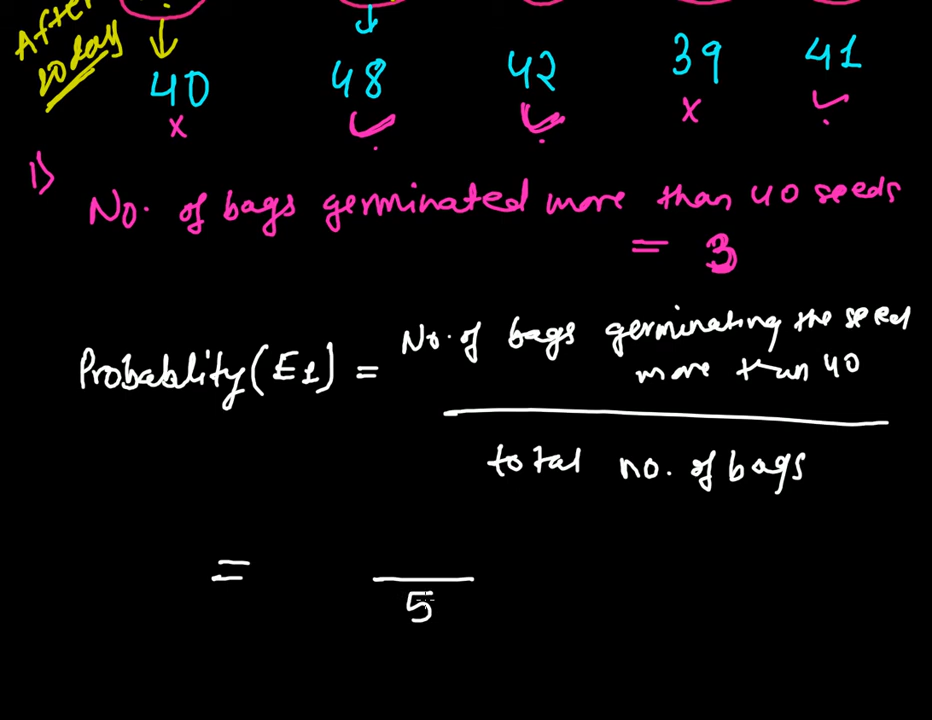 After
20 day
40 48 42 39 41
x x
1)
No. of bags germinated more than 40 seeds
= 3
Probablity(E1) = No. of bags germinating the seed
more than 40
total no. of bags
=
5